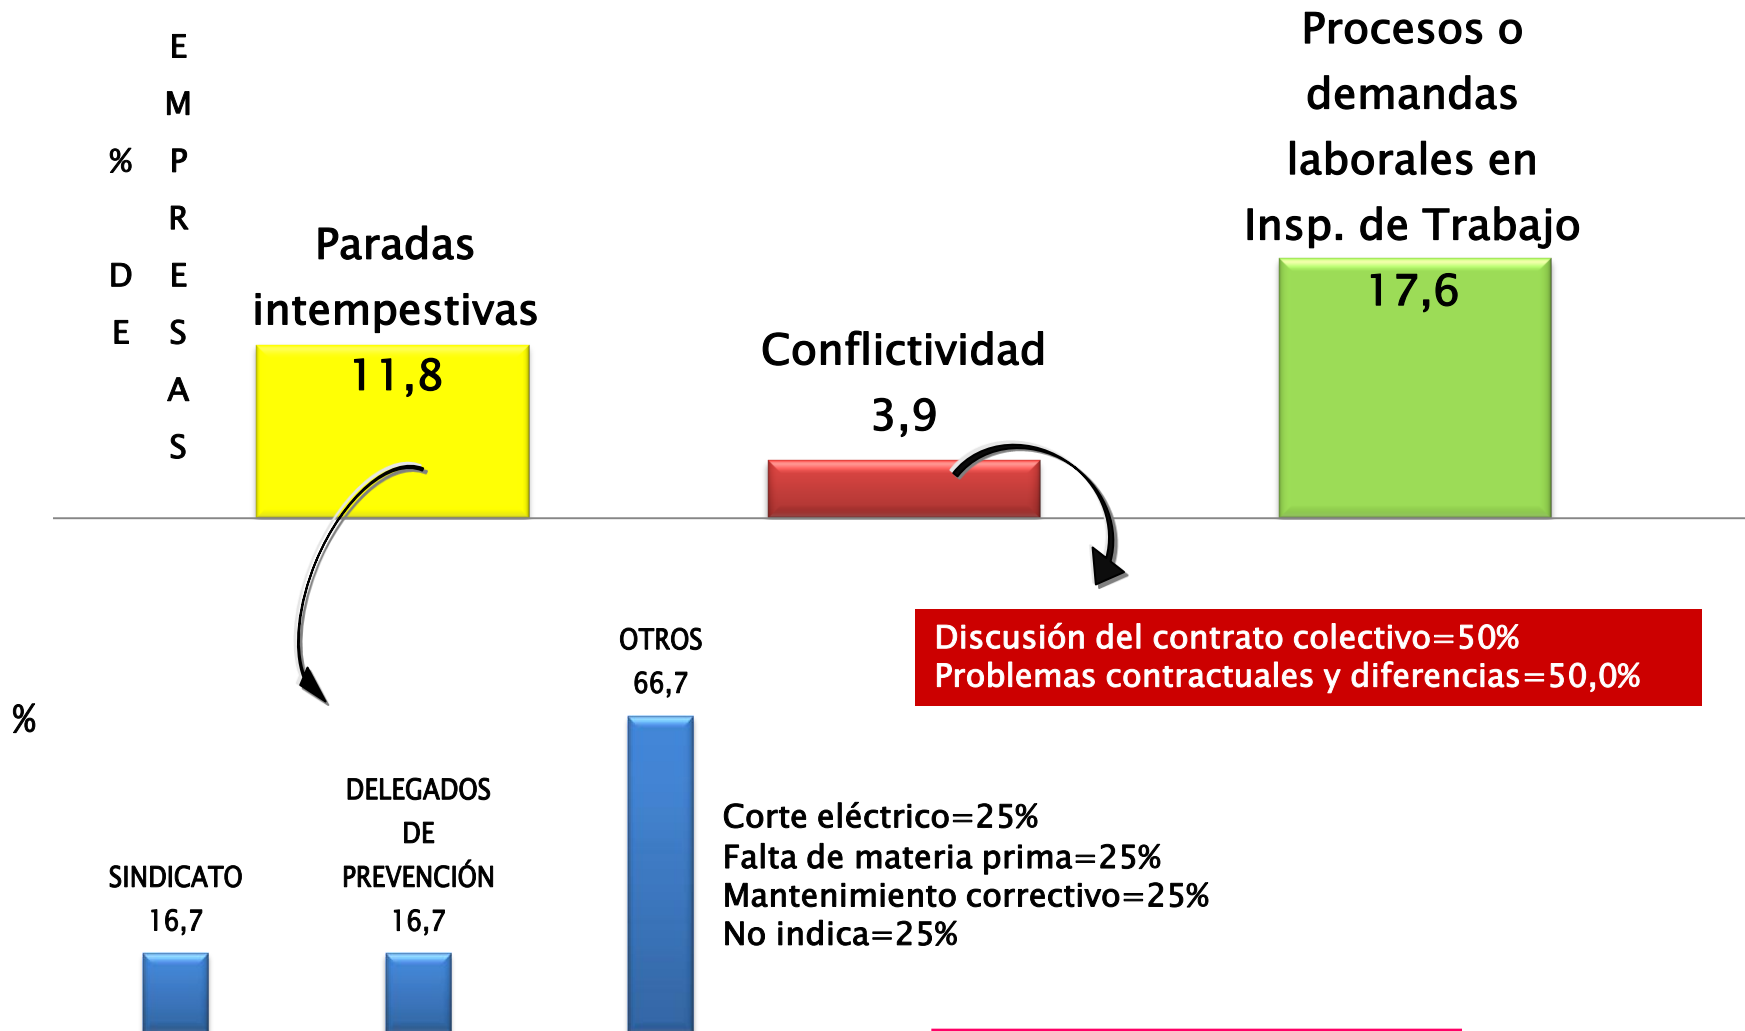 % DE
EMPRESAS
Paradas
intempestivas
11,8
Conflictividad
3,9
Procesos o
demandas
laborales en
Insp. de Trabajo
17,6
Discusión del contrato colectivo=50%
Problemas contractuales y diferencias=50,0%
%
SINDICATO
16,7
DELEGADOS
DE
PREVENCIÓN
16,7
OTROS
66,7
Corte eléctrico=25%
Falta de materia prima=25%
Mantenimiento correctivo=25%
No indica=25%